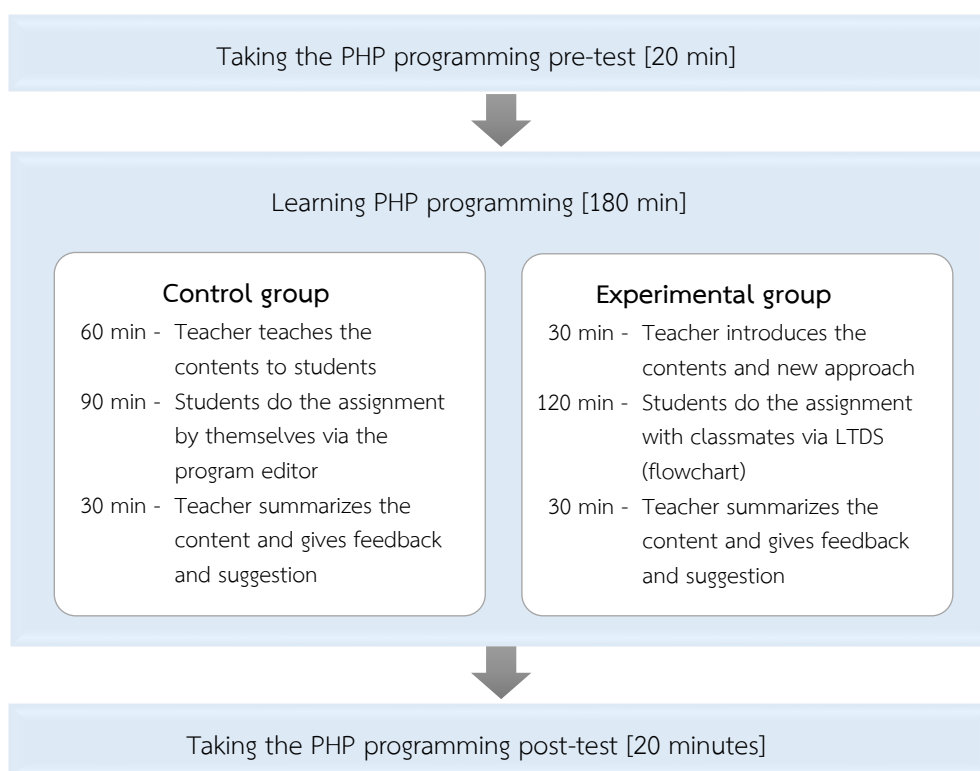 Taking the PHP programming pre-test [20 min]
Learning PHP programming [180 min]
Control group
60 min - Teacher teaches the
contents to students
90 min - Students do the assignment
by themselves via the
program editor
30 min - Teacher summarizes the
content and gives feedback
and suggestion
Experimental group
30 min - Teacher introduces the
contents and new approach
120 min - Students do the assignment
with classmates via LTDS
(flowchart)
30 min - Teacher summarizes the
content and gives feedback
and suggestion
Taking the PHP programming post-test [20 minutes]